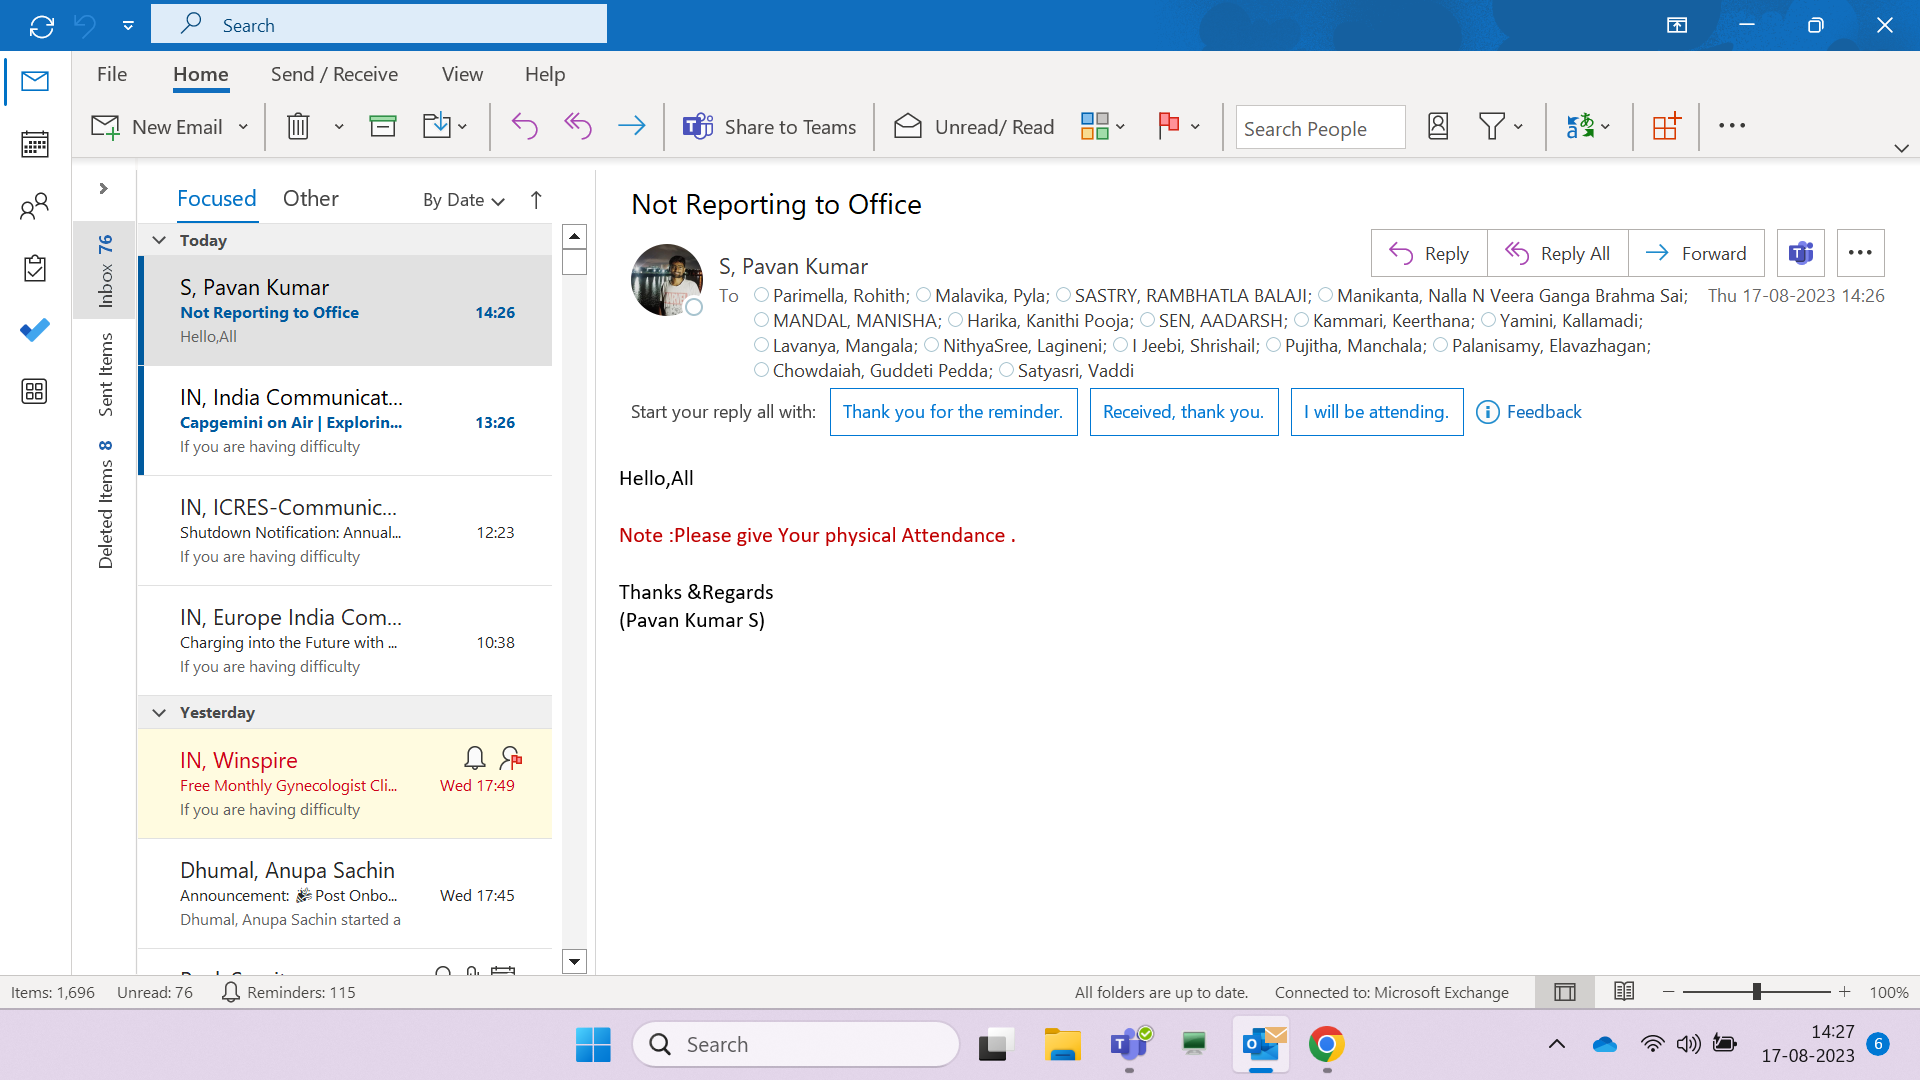 Search
File Home Send / Receive View Help
New Email Share to Teams Unread/ Read Search People
Focused Other By Date
Inbox 76
Sent Items
Deleted Items 8
Today
S, Pavan Kumar
Not Reporting to Office 14:26
Hello,All
IN, India Communicat...
Capgemini on Air | Explorin... 13:26
If you are having difficulty
IN, ICRES-Communic...
Shutdown Notification: Annual... 12:23
If you are having difficulty
IN, Europe India Com...
Charging into the Future with ... 10:38
If you are having difficulty
Yesterday
IN, Winspire
Free Monthly Gynecologist Cli... Wed 17:49
If you are having difficulty
Dhumal, Anupa Sachin
Announcement: 🎉Post Onbo... Wed 17:45
Dhumal, Anupa Sachin started a
Not Reporting to Office
Reply Reply All Forward
S, Pavan Kumar
To Parimella, Rohith; Malavika, Pyla; SASTRY, RAMBHATLA BALAJI; Manikanta, Nalla N Veera Ganga Brahma Sai; Thu 17-08-2023 14:26
MANDAL, MANISHA; Harika, Kanithi Pooja; SEN, AADARSH; Kammari, Keerthana; Yamini, Kallamadi;
Lavanya, Mangala; NithyaSree, Lagineni; I Jeebi, Shrishail; Pujitha, Manchala; Palanisamy, Elavazhagan;
Chowdaiah, Guddeti Pedda; Satyasri, Vaddi
Start your reply all with: Thank you for the reminder. Received, thank you. I will be attending. Feedback
Hello,All
Note :Please give Your physical Attendance .
Thanks &Regards
(Pavan Kumar S)
Items: 1,696 Unread: 76 Reminders: 115 All folders are up to date. Connected to: Microsoft Exchange 100%
Search
14:27
17-08-2023 6